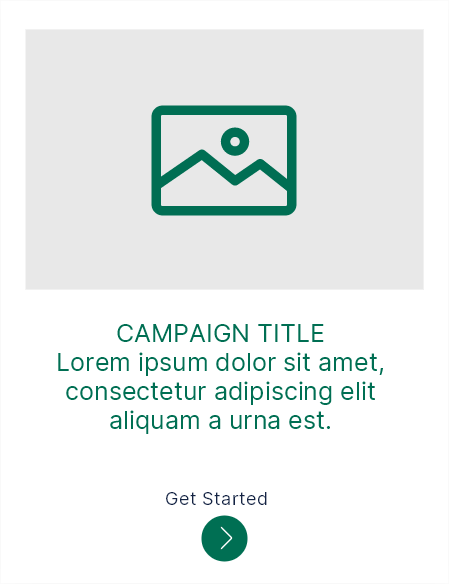 CAMPAIGN TITLE
Lorem ipsum dolor sit amet,
consectetur adipiscing elit
aliquam a urna est.
Get Started